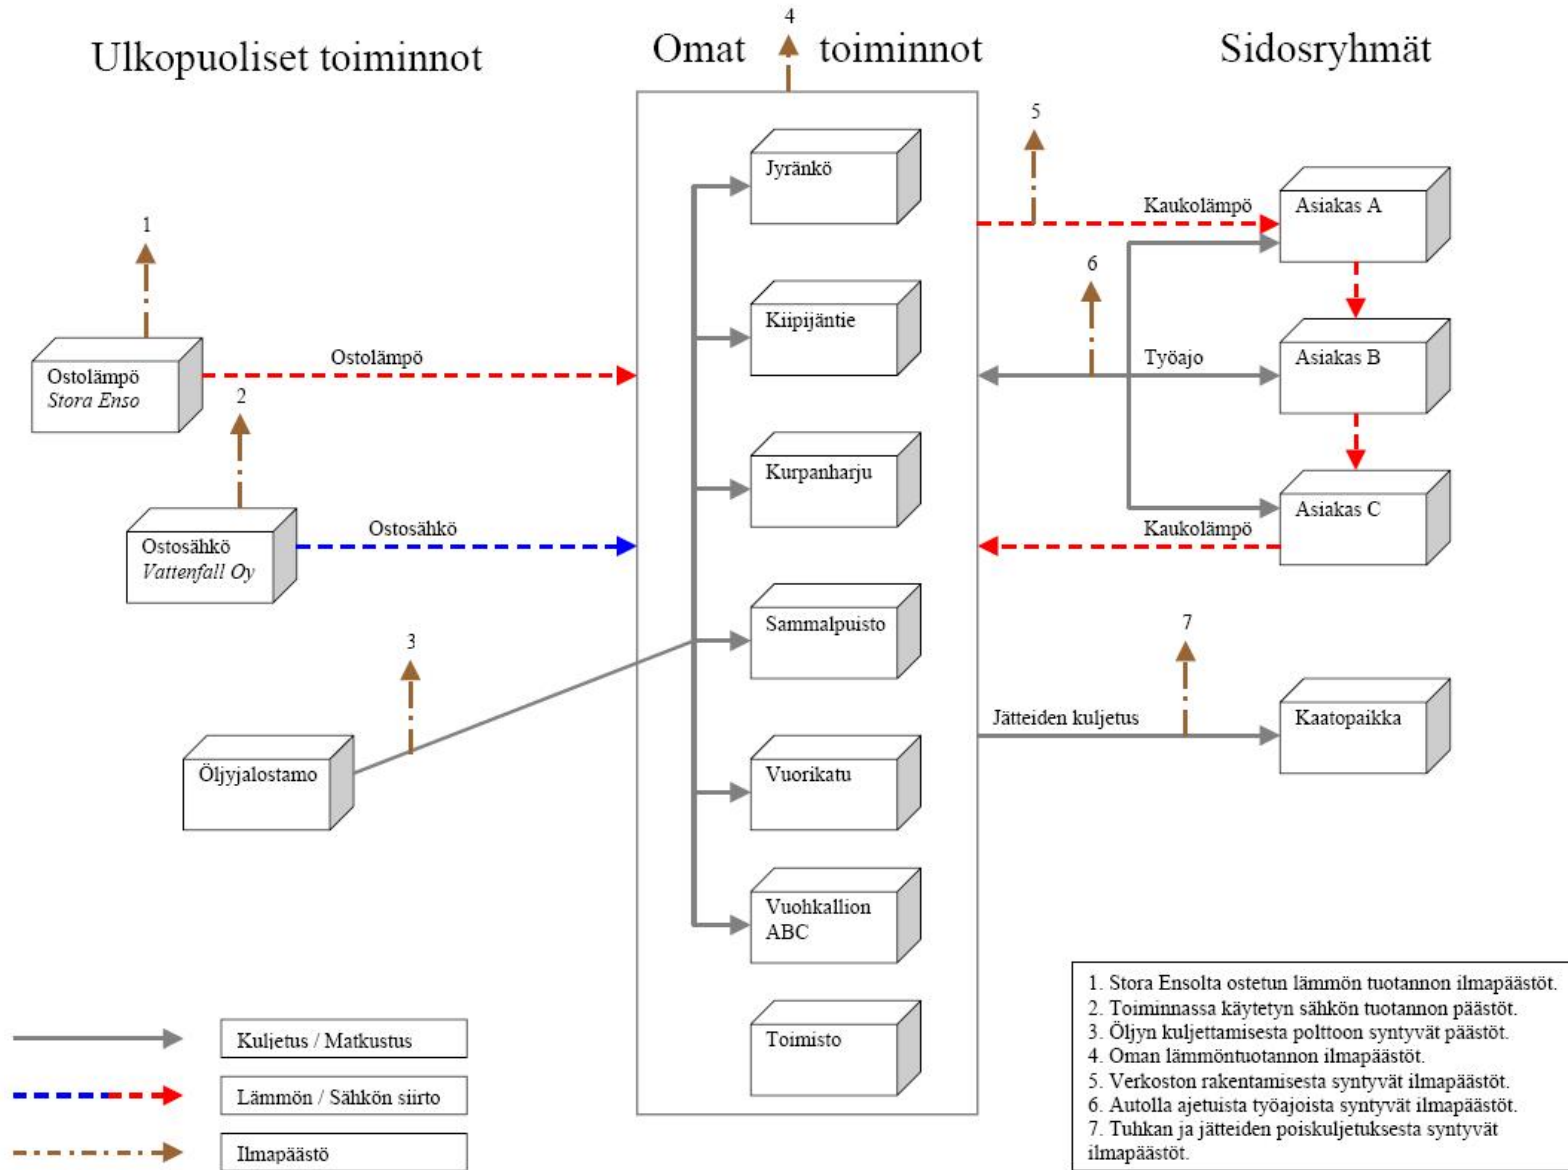 Ulkopuoliset toiminnot
Omat toiminnot
Sidosryhmät
4
5
1
6
2
3
7
Ostolämpö
Stora Enso
Ostolämpö
Ostosähkö
Vattenfall Oy
Ostosähkö
Öljyjalostamo
Jyränkö
Kiipijäntie
Kurpanharju
Sammalpuisto
Vuorikatu
Vuohkallion
ABC
Toimisto
Kaukolämpö
Asiakas A
Työajo
Asiakas B
Asiakas C
Kaukolämpö
Jätteiden kuljetus
Kaatopaikka
Kuljetus / Matkustus
Lämmön / Sähkön siirto
Ilmapäästö
1. Stora Ensolta ostetun lämmön tuotannon ilmapäästöt.
2. Toiminnassa käytetyn sähkön tuotannon päästöt.
3. Öljyn kuljettamisesta polttoon syntyvät päästöt.
4. Oman lämmöntuotannon ilmapäästöt.
5. Verkoston rakentamisesta syntyvät ilmapäästöt.
6. Autolla ajetuista työajoista syntyvät ilmapäästöt.
7. Tuhkan ja jätteiden poiskuljetuksesta syntyvät
ilmapäästöt.